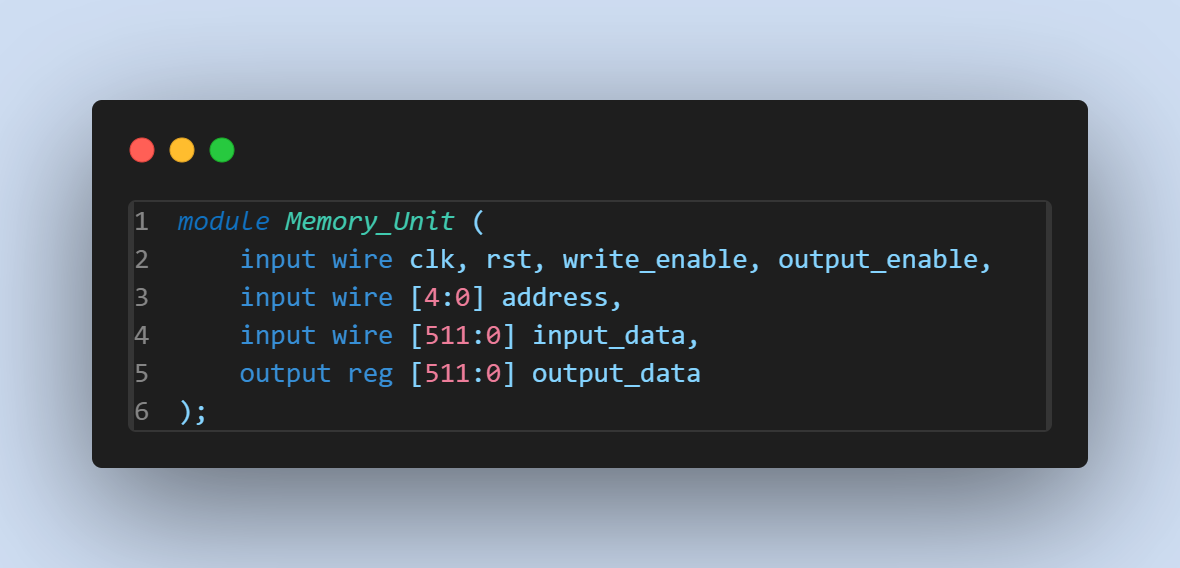 1 module Memory_Unit (
2     input wire clk, rst, write_enable, output_enable,
3     input wire [4:0] address,
4     input wire [511:0] input_data,
5     output reg [511:0] output_data
6 );